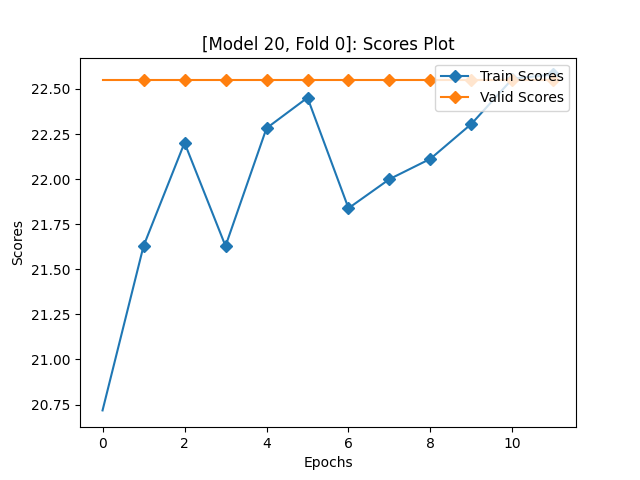 [Model 20, Fold 0]: Scores Plot
Train Scores
Valid Scores
Scores
22.50
22.25
22.00
21.75
21.50
21.25
21.00
20.75
0 2 4 6 8 10
Epochs